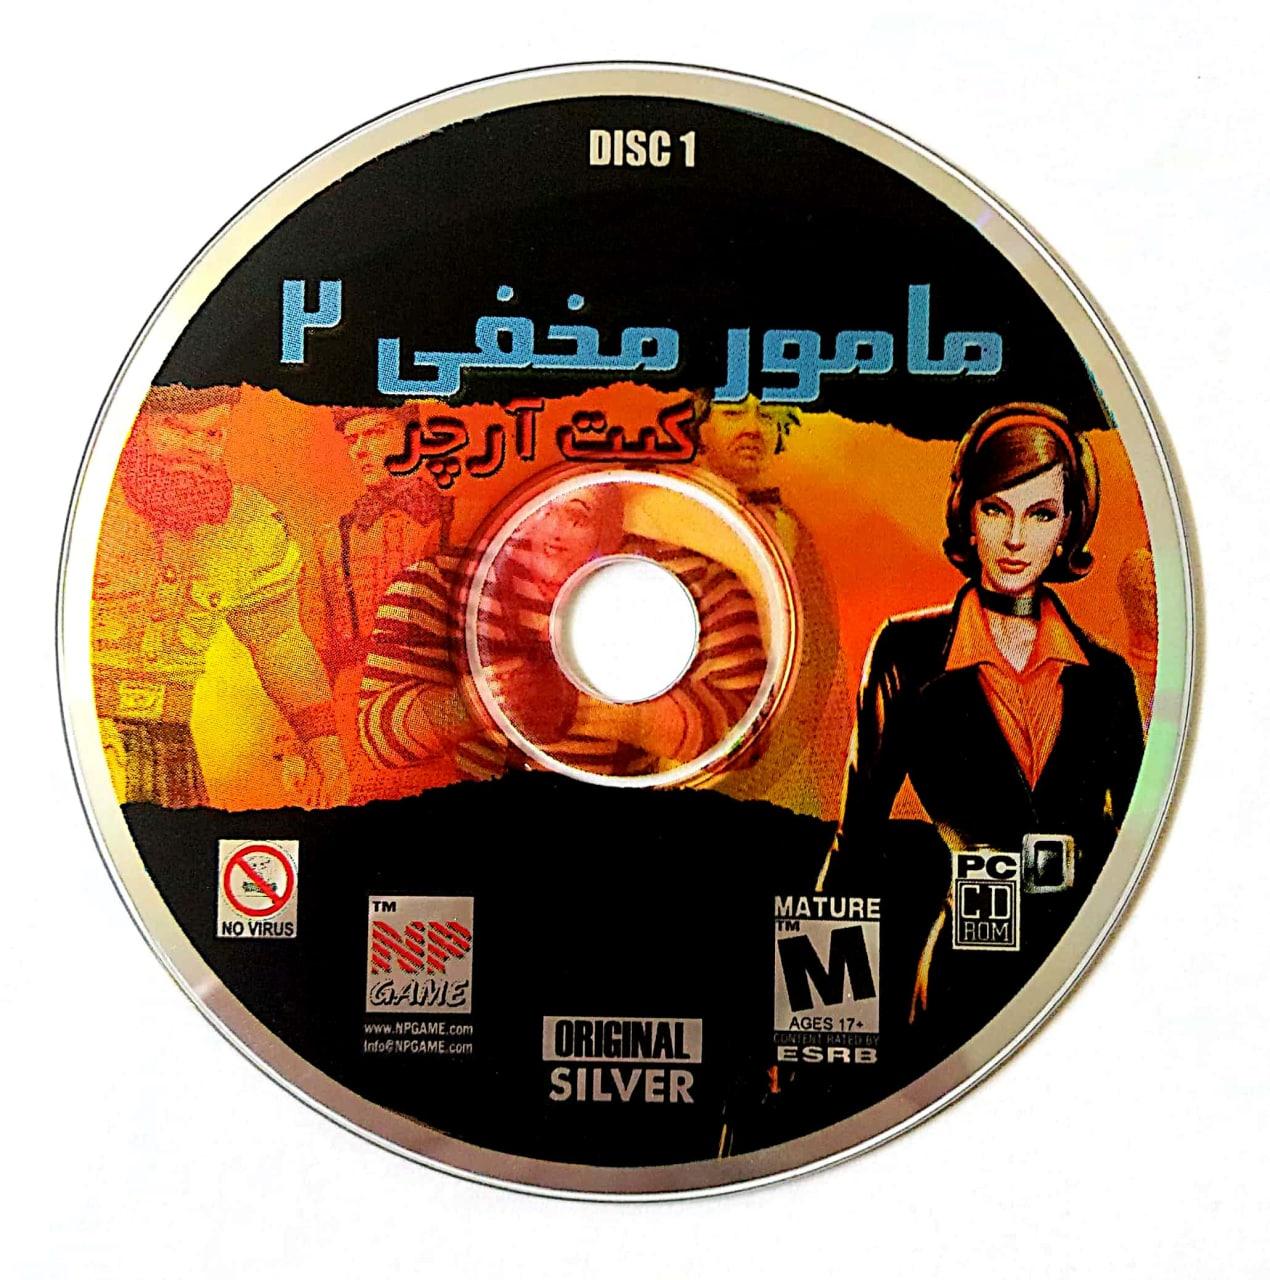 DISC 1
مامور مخفی ۲
کیت آرچر
NO VIRUS
TM
NP
GAME
www.NPGAME.com
Info@NPGAME.com
ORIGINAL
SILVER
MATURE
TM
M
AGES 17+
CONTENT RATED BY
ESRB
PC
CD
ROM